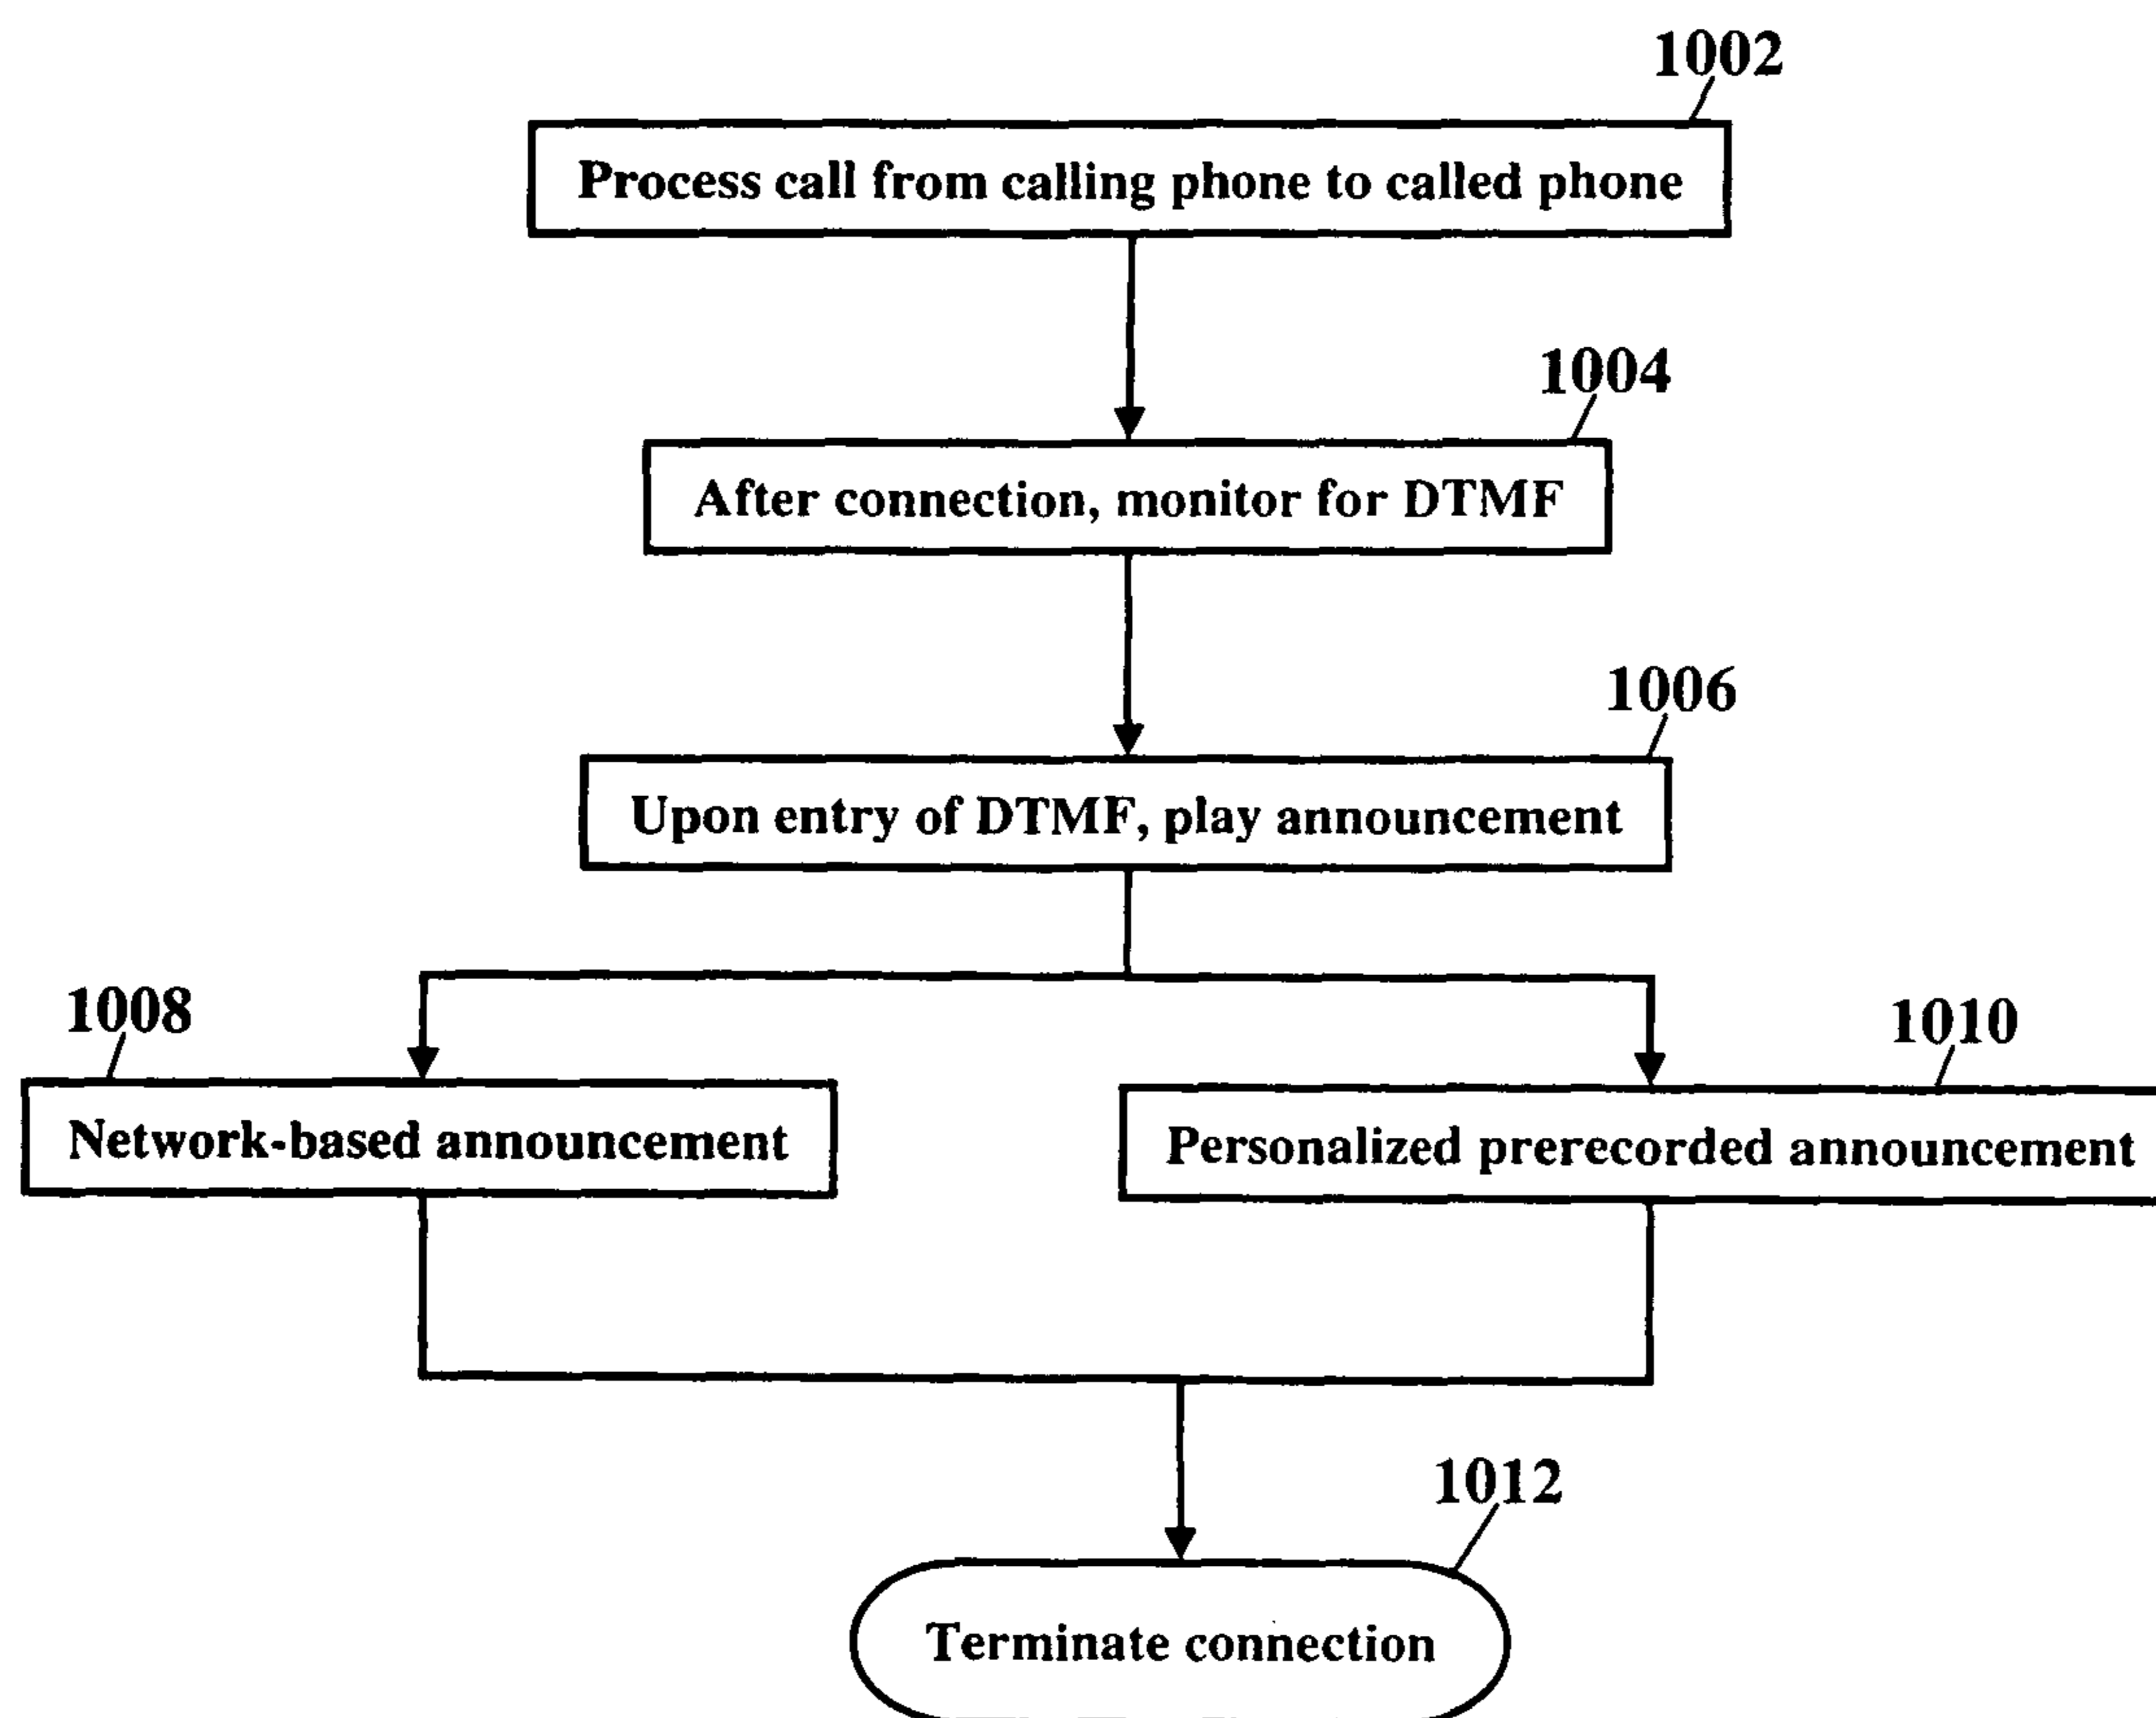 1002
Process call from calling phone to called phone
1004
After connection, monitor for DTMF
1006
Upon entry of DTMF, play announcement
1008
Network-based announcement
1010
Personalized prerecorded announcement
1012
Terminate connection